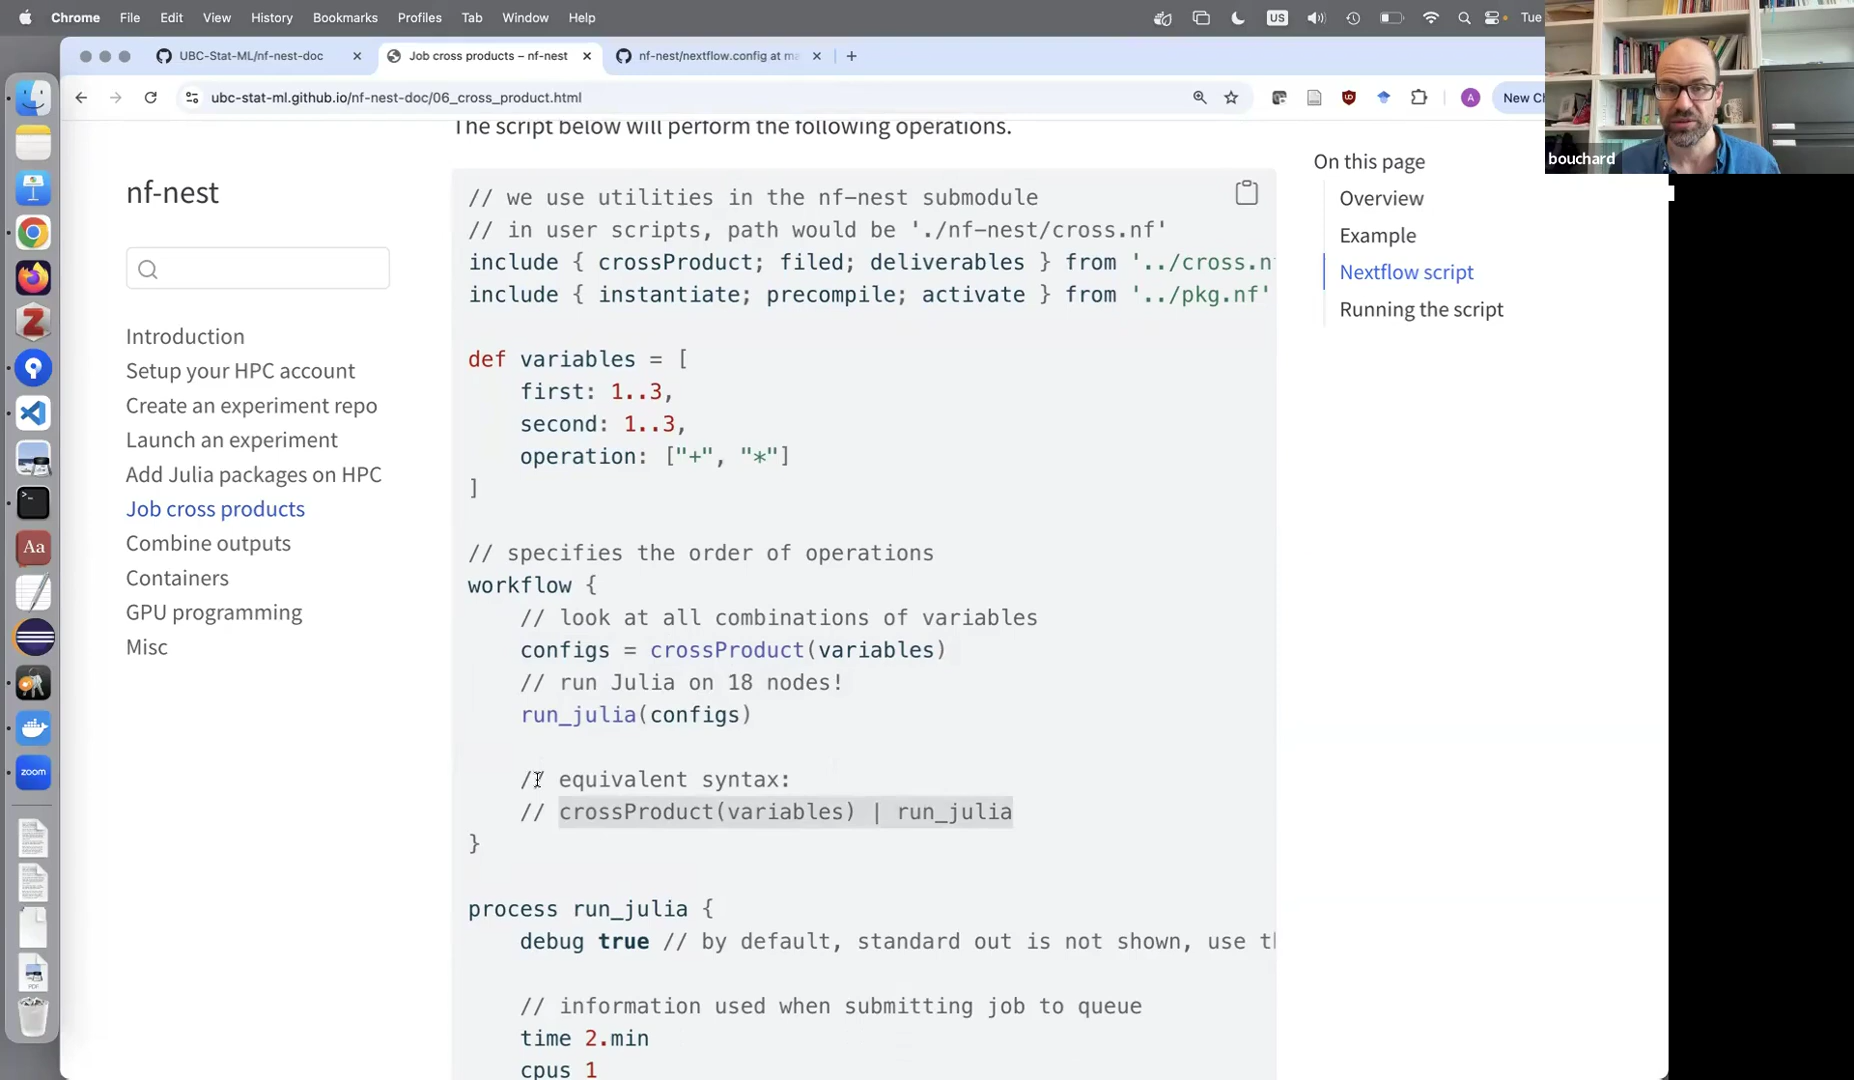 Chrome File Edit View History Bookmarks Profiles Tab Window Help
US
Tue
UBC-Stat-ML/nf-nest-doc
Job cross products – nf-nest
nf-nest/nextflow.config at ma
ubc-stat-ml.github.io/nf-nest-doc/06_cross_product.html
A
New Ch
bouchard
nf-nest
Introduction
Setup your HPC account
Create an experiment repo
Launch an experiment
Add Julia packages on HPC
Job cross products
Combine outputs
Containers
GPU programming
Misc
The script below will perform the following operations.
// we use utilities in the nf-nest submodule
// in user scripts, path would be './nf-nest/cross.nf'
include { crossProduct; filed; deliverables } from '../cross.n
include { instantiate; precompile; activate } from '../pkg.nf'
def variables = [
first: 1..3,
second: 1..3,
operation: ["+", "*"]
]
// specifies the order of operations
workflow {
// look at all combinations of variables
configs = crossProduct(variables)
// run Julia on 18 nodes!
run_julia(configs)
// equivalent syntax:
// crossProduct(variables) | run_julia
}
process run_julia {
debug true // by default, standard out is not shown, use th
// information used when submitting job to queue
time 2.min
cpus 1
On this page
Overview
Example
Nextflow script
Running the script
Aa
zoom
PDF